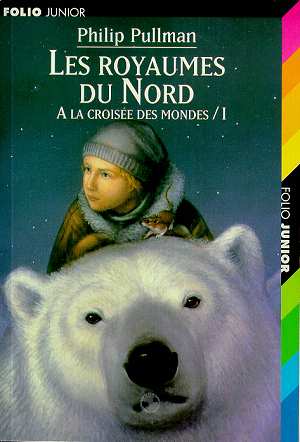 FOLIO JUNIOR
Philip Pullman
LES ROYAUMES
DU NORD
A LA CROISÉE DES MONDES / I
FOLIO JUNIOR